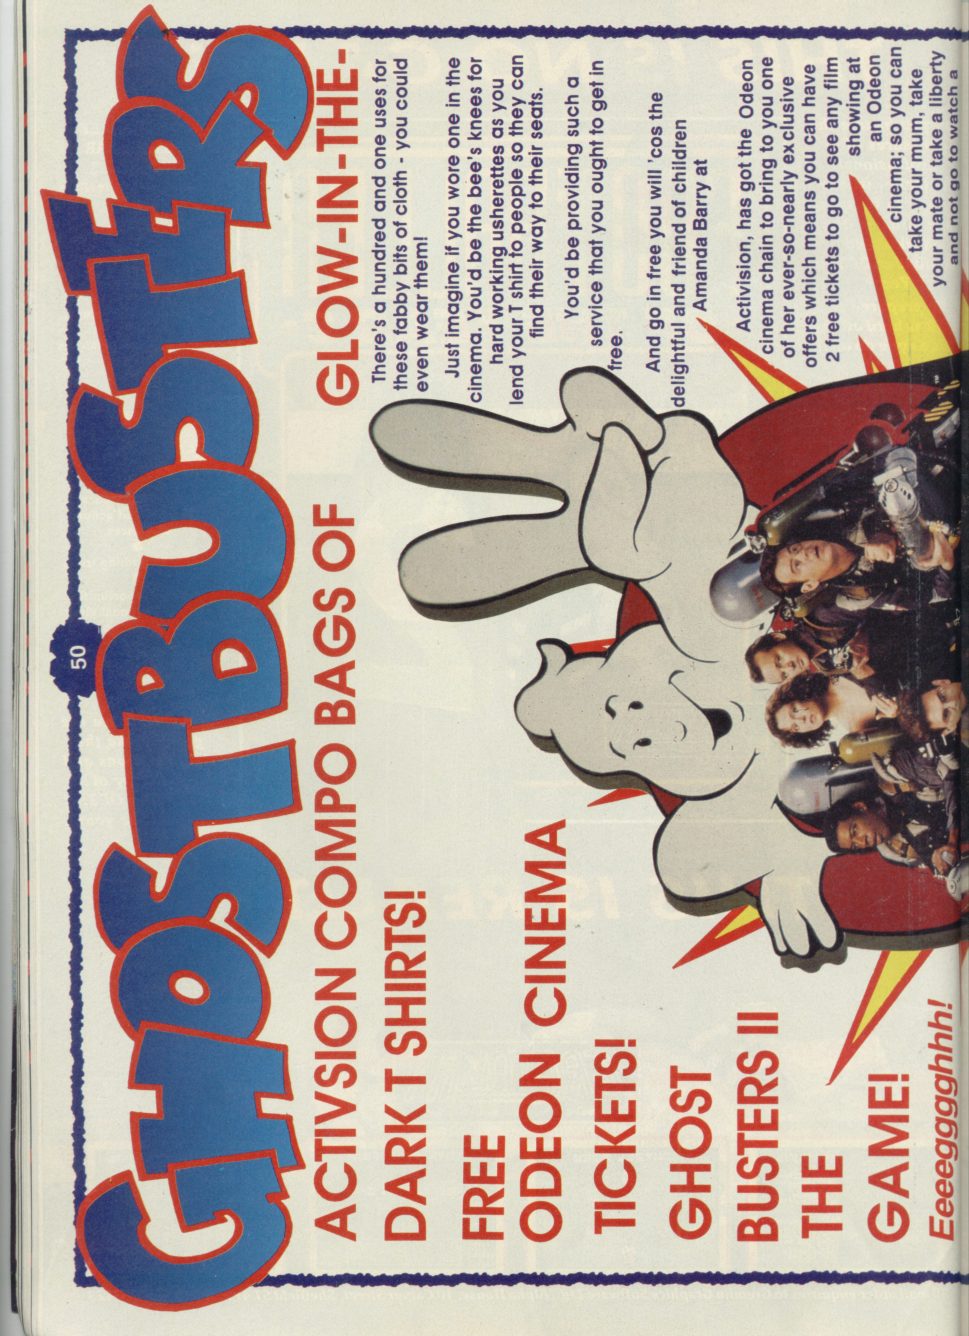 50
GHOSTBUSTERS
ACTIVSION COMPO BAGS OF GLOW-IN-THE-
DARK T SHIRTS!
FREE
ODEON CINEMA
TICKETS!
GHOST
BUSTERS II
THE
GAME!
Eeeeggggghhh!
There's a hundred and one uses for
these fabby bits of cloth - you could
even wear them!
Just imagine if you wore one in the
cinema. You'd be the bee's knees for
hard working usherettes as you
lend your T shirt to people so they can
find their way to their seats.
You'd be providing such a
service that you ought to get in
free.
And go in free you will 'cos the
delightful and friend of children
Amanda Barry at
Activision, has got the Odeon
cinema chain to bring to you one
of her ever-so-nearly exclusive
offers which means you can have
2 free tickets to go to see any film
showing at
an Odeon
cinema; so you can
take your mum, take
your mate or take a liberty
and not go to watch a